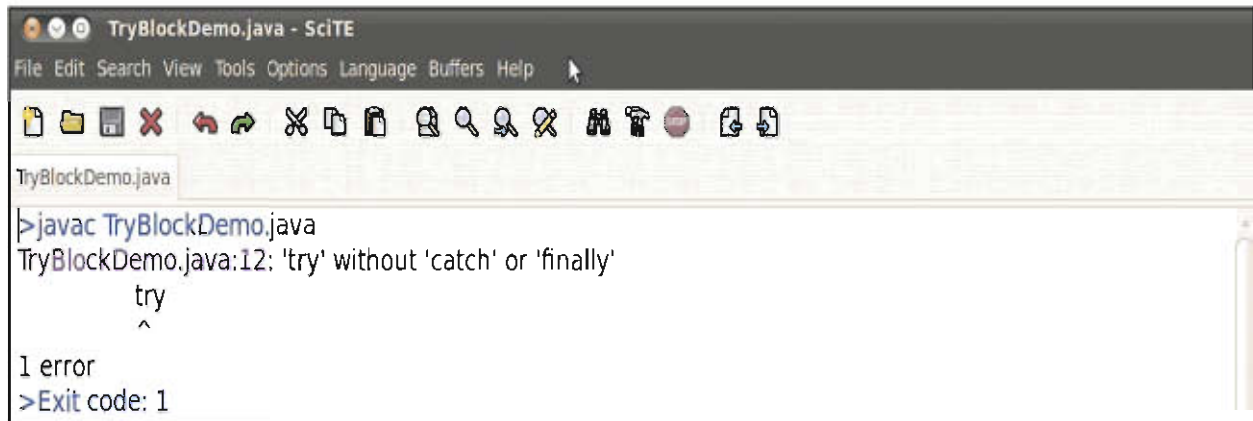 TryBlockDemo.java - SciTE
File Edit Search View Tools Options Language Buffers Help
TryBlockDemo.java
>javac TryBlockDemo.java
TryBlockDemo.java:12: 'try' without 'catch' or 'finally'
try
^
1 error
>Exit code: 1